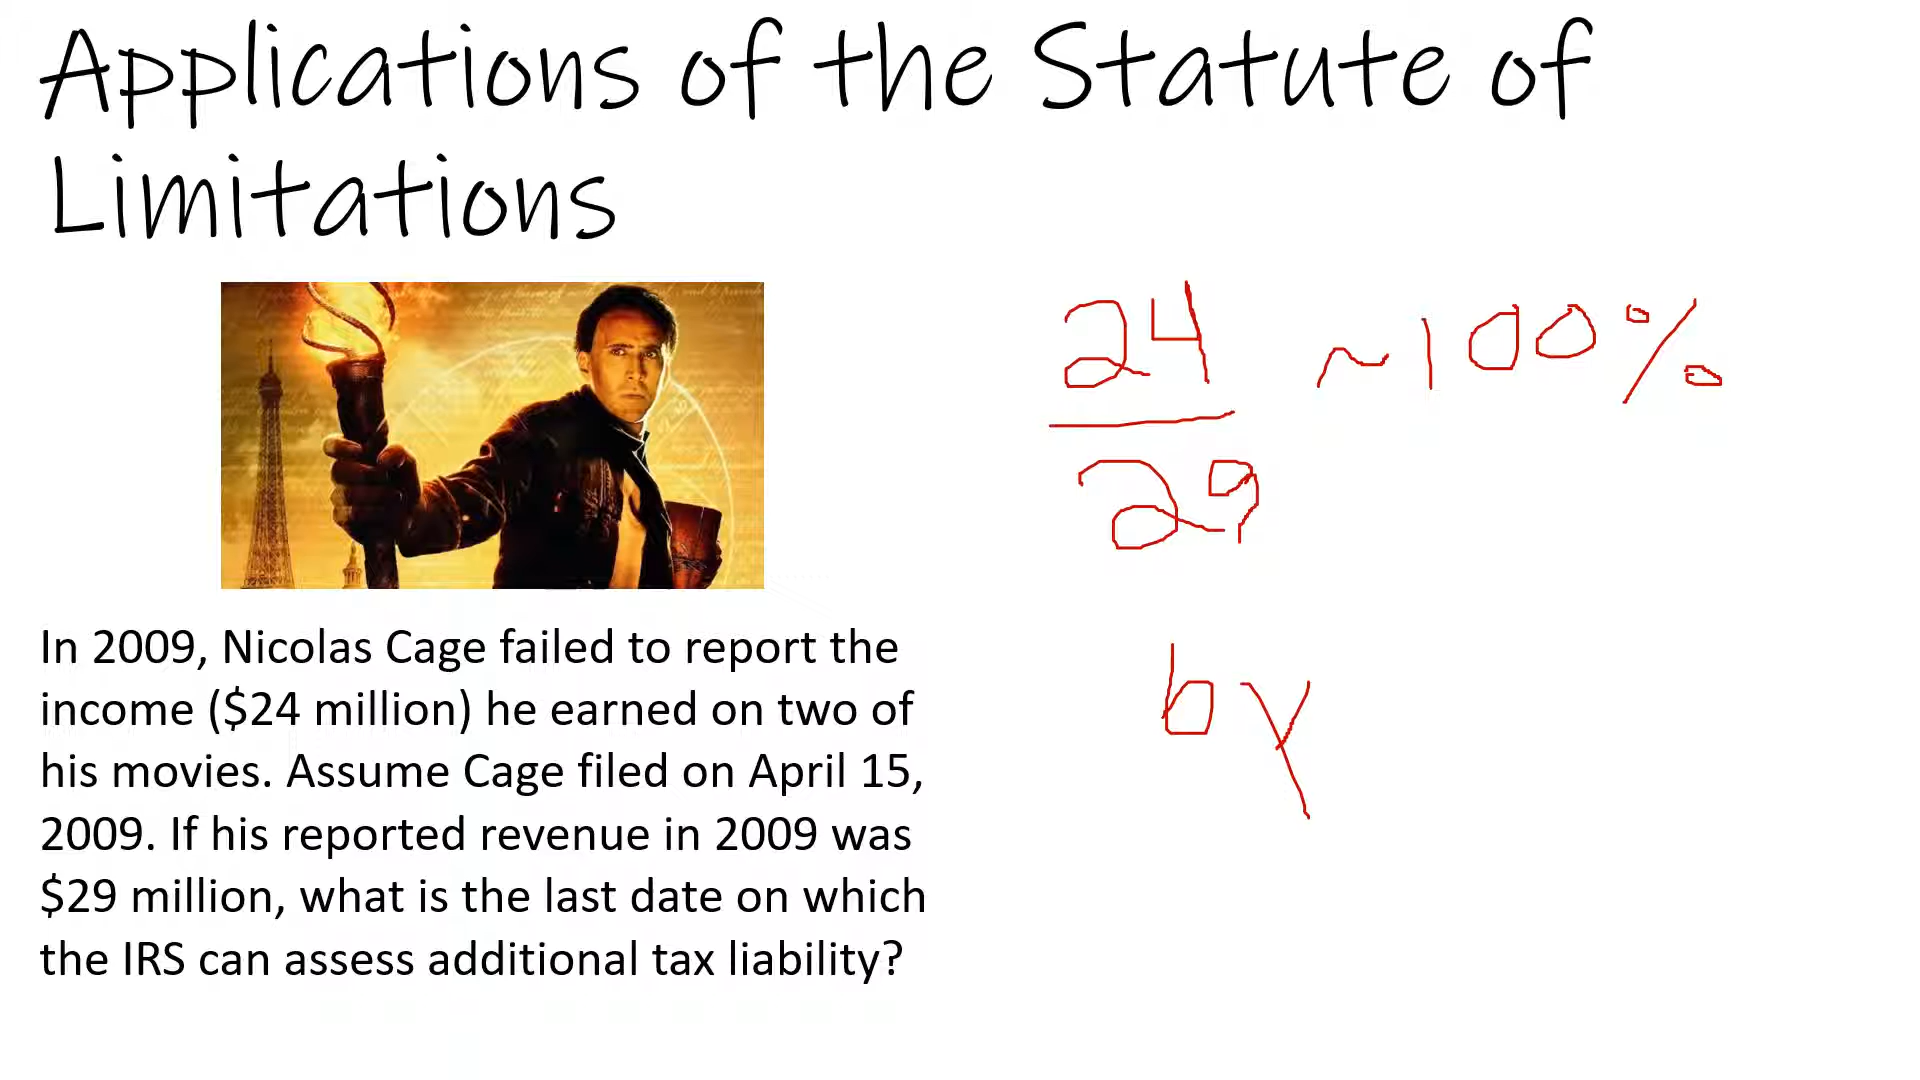 Applications of the Statute of
Limitations
24
~100%
29
6y
In 2009, Nicolas Cage failed to report the
income ($24 million) he earned on two of
his movies. Assume Cage filed on April 15,
2009. If his reported revenue in 2009 was
$29 million, what is the last date on which
the IRS can assess additional tax liability?